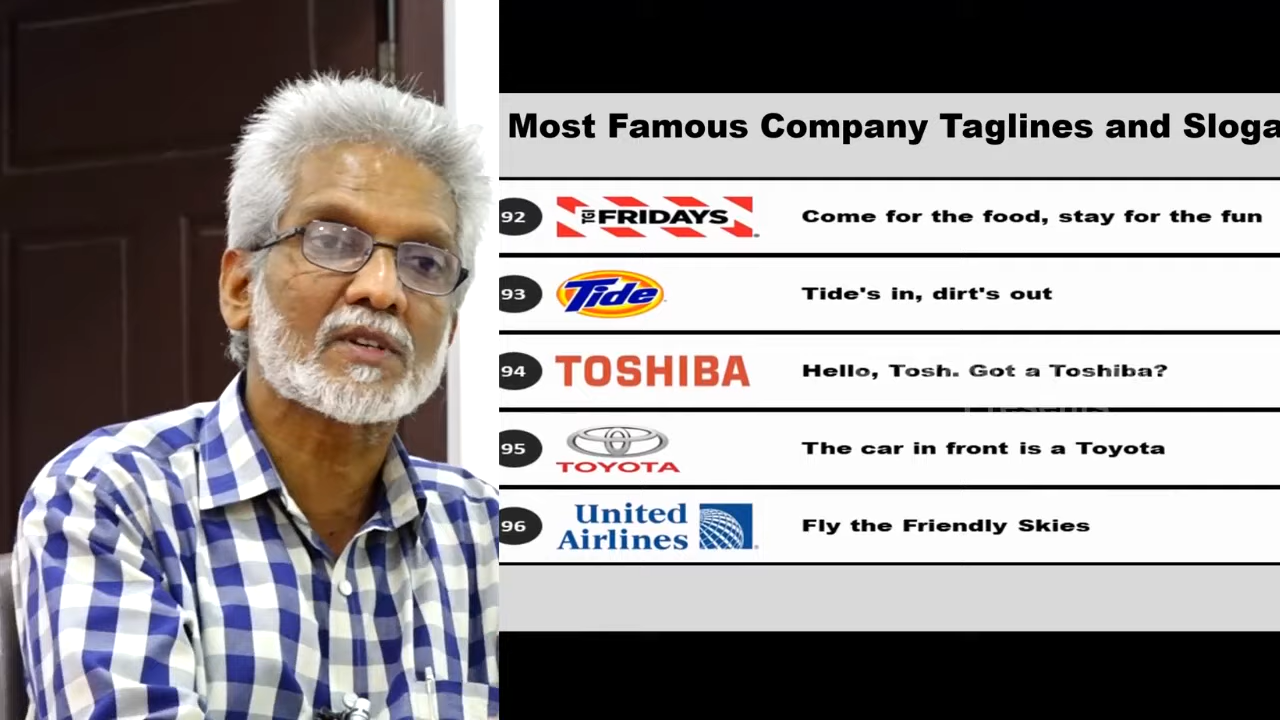 Most Famous Company Taglines and Sloga
92 TGI FRIDAYS Come for the food, stay for the fun
93 Tide Tide's in, dirt's out
94 TOSHIBA Hello, Tosh. Got a Toshiba?
Presents
95 TOYOTA The car in front is a Toyota
96 United Airlines Fly the Friendly Skies